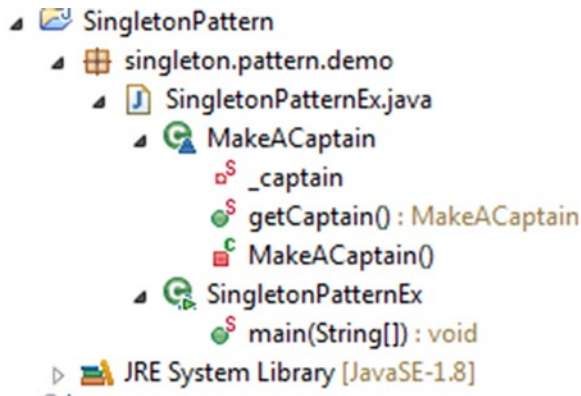 SingletonPattern
singleton.pattern.demo
J SingletonPatternEx.java
C MakeACaptain
S _captain
S getCaptain() : MakeACaptain
C MakeACaptain()
C SingletonPatternEx
S main(String[]) : void
JRE System Library [JavaSE-1.8]